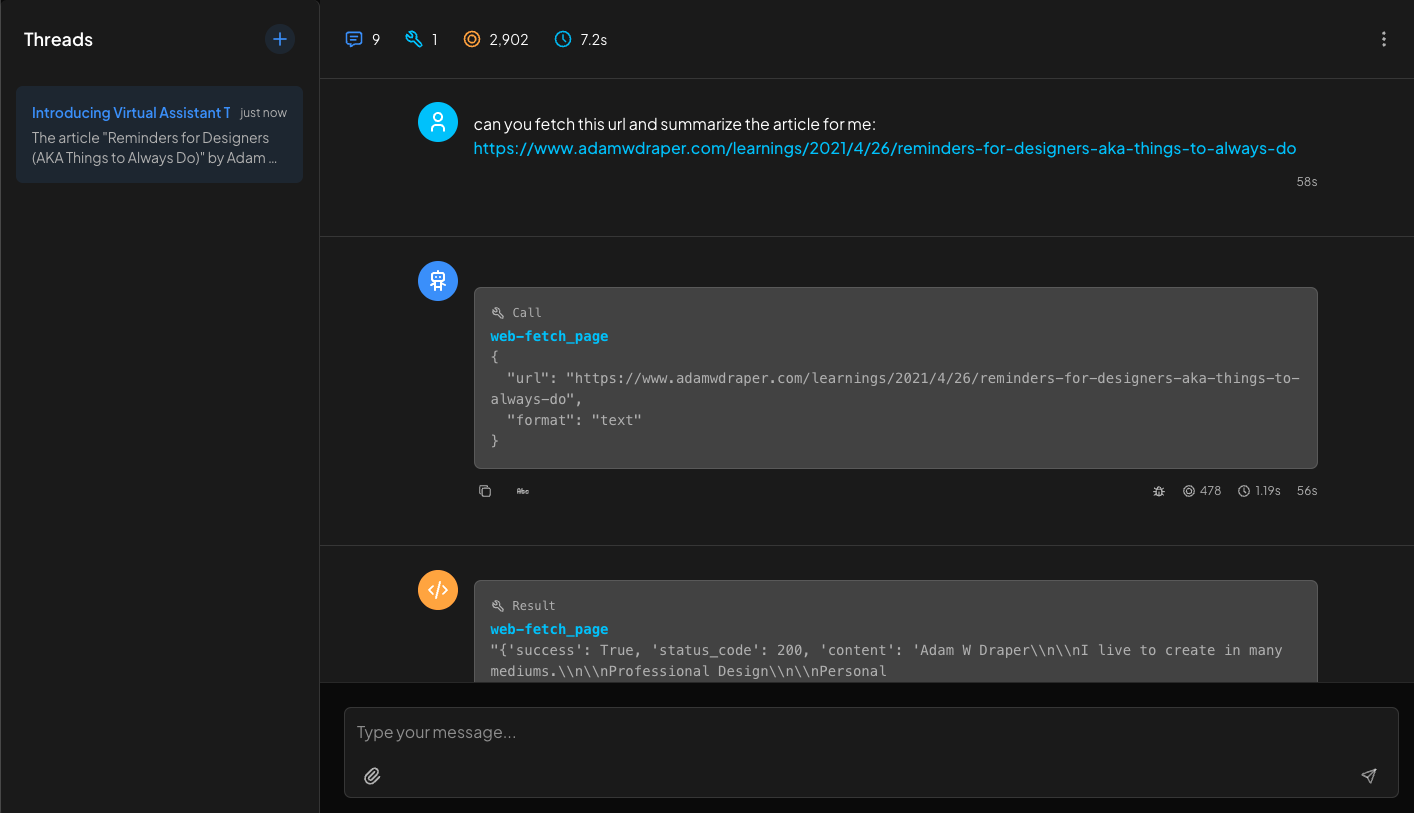 Threads
Introducing Virtual Assistant T
just now
The article "Reminders for Designers
(AKA Things to Always Do)" by Adam ...
9
1
2,902
7.2s
can you fetch this url and summarize the article for me:
https://www.adamwdraper.com/learnings/2021/4/26/reminders-for-designers-aka-things-to-always-do
58s
Call
web-fetch_page
{
"url": "https://www.adamwdraper.com/learnings/2021/4/26/reminders-for-designers-aka-things-to-
always-do",
"format": "text"
}
Abc
478
1.19s
56s
Result
web-fetch_page
"{'success': True, 'status_code': 200, 'content': 'Adam W Draper\\n\\nI live to create in many
mediums.\\n\\nProfessional Design\\n\\nPersonal
Type your message...